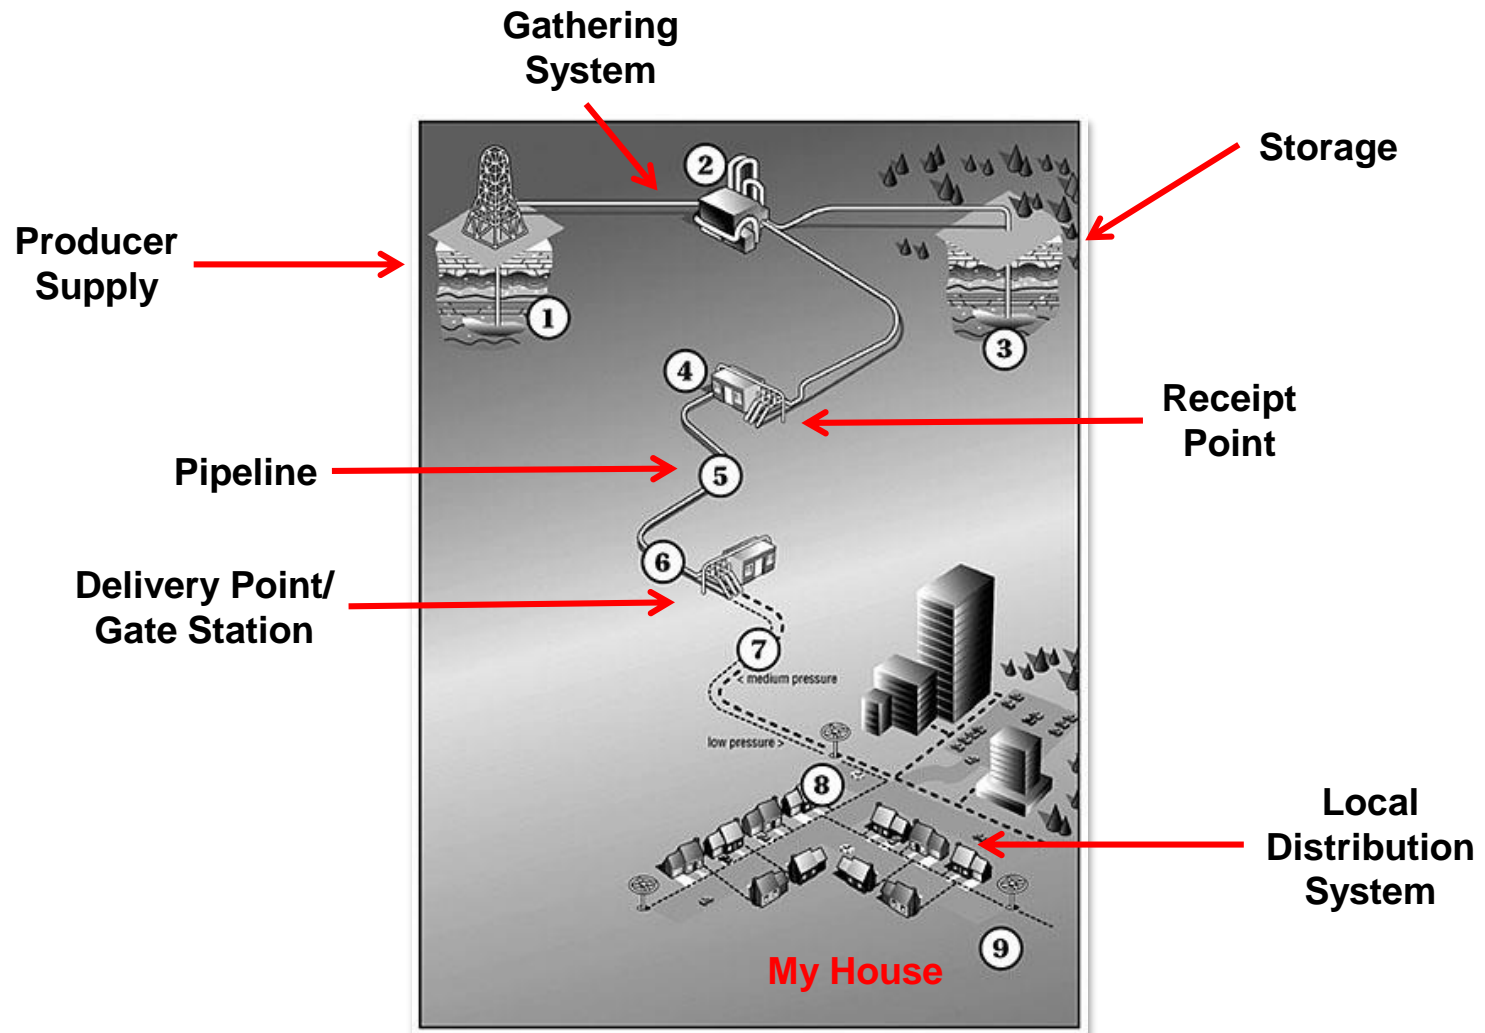 Gathering
System
2
Storage
Producer
Supply
1
3
4
Receipt
Point
Pipeline
5
6
Delivery Point/
Gate Station
7
< medium pressure
low pressure >
8
Local
Distribution
System
9
My House